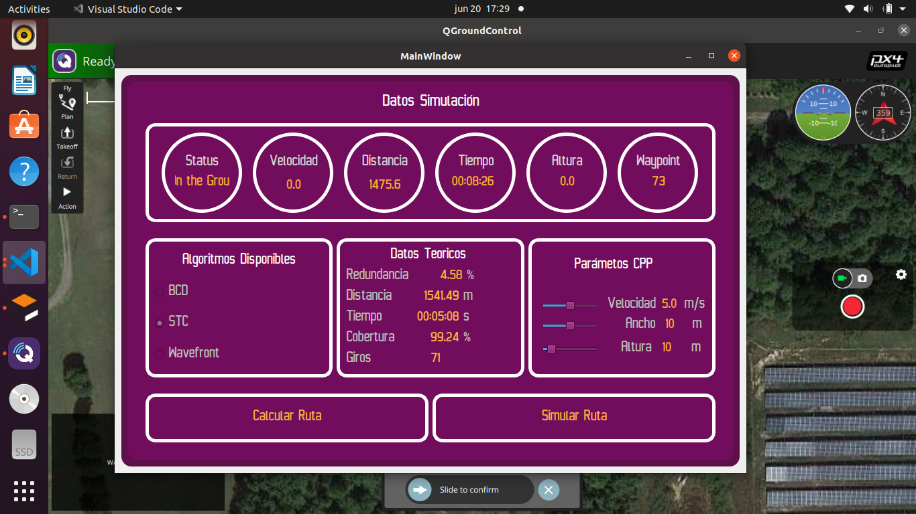 Activities
Visual Studio Code
jun 20 17:29
QGroundControl
Ready
MainWindow
PX4
autopilot
Fly
Plan
Takeoff
Return
Action
Datos Simulación
Status
In the Grou
Velocidad
0.0
Distancia
1475.6
Tiempo
00:08:26
Altura
0.0
Waypoint
73
Algoritmos Disponibles
BCD
STC
Wavefront
Datos Teoricos
Redundancia 4.58 %
Distancia 1541.49 m
Tiempo 00:05:08 s
Cobertura 99.24 %
Giros 71
Parámetos CPP
Velocidad 5.0 m/s
Ancho 10 m
Altura 10 m
Calcular Ruta
Simular Ruta
10 10
-10 -10
N
W 359 E
S
SSD
Slide to confirm